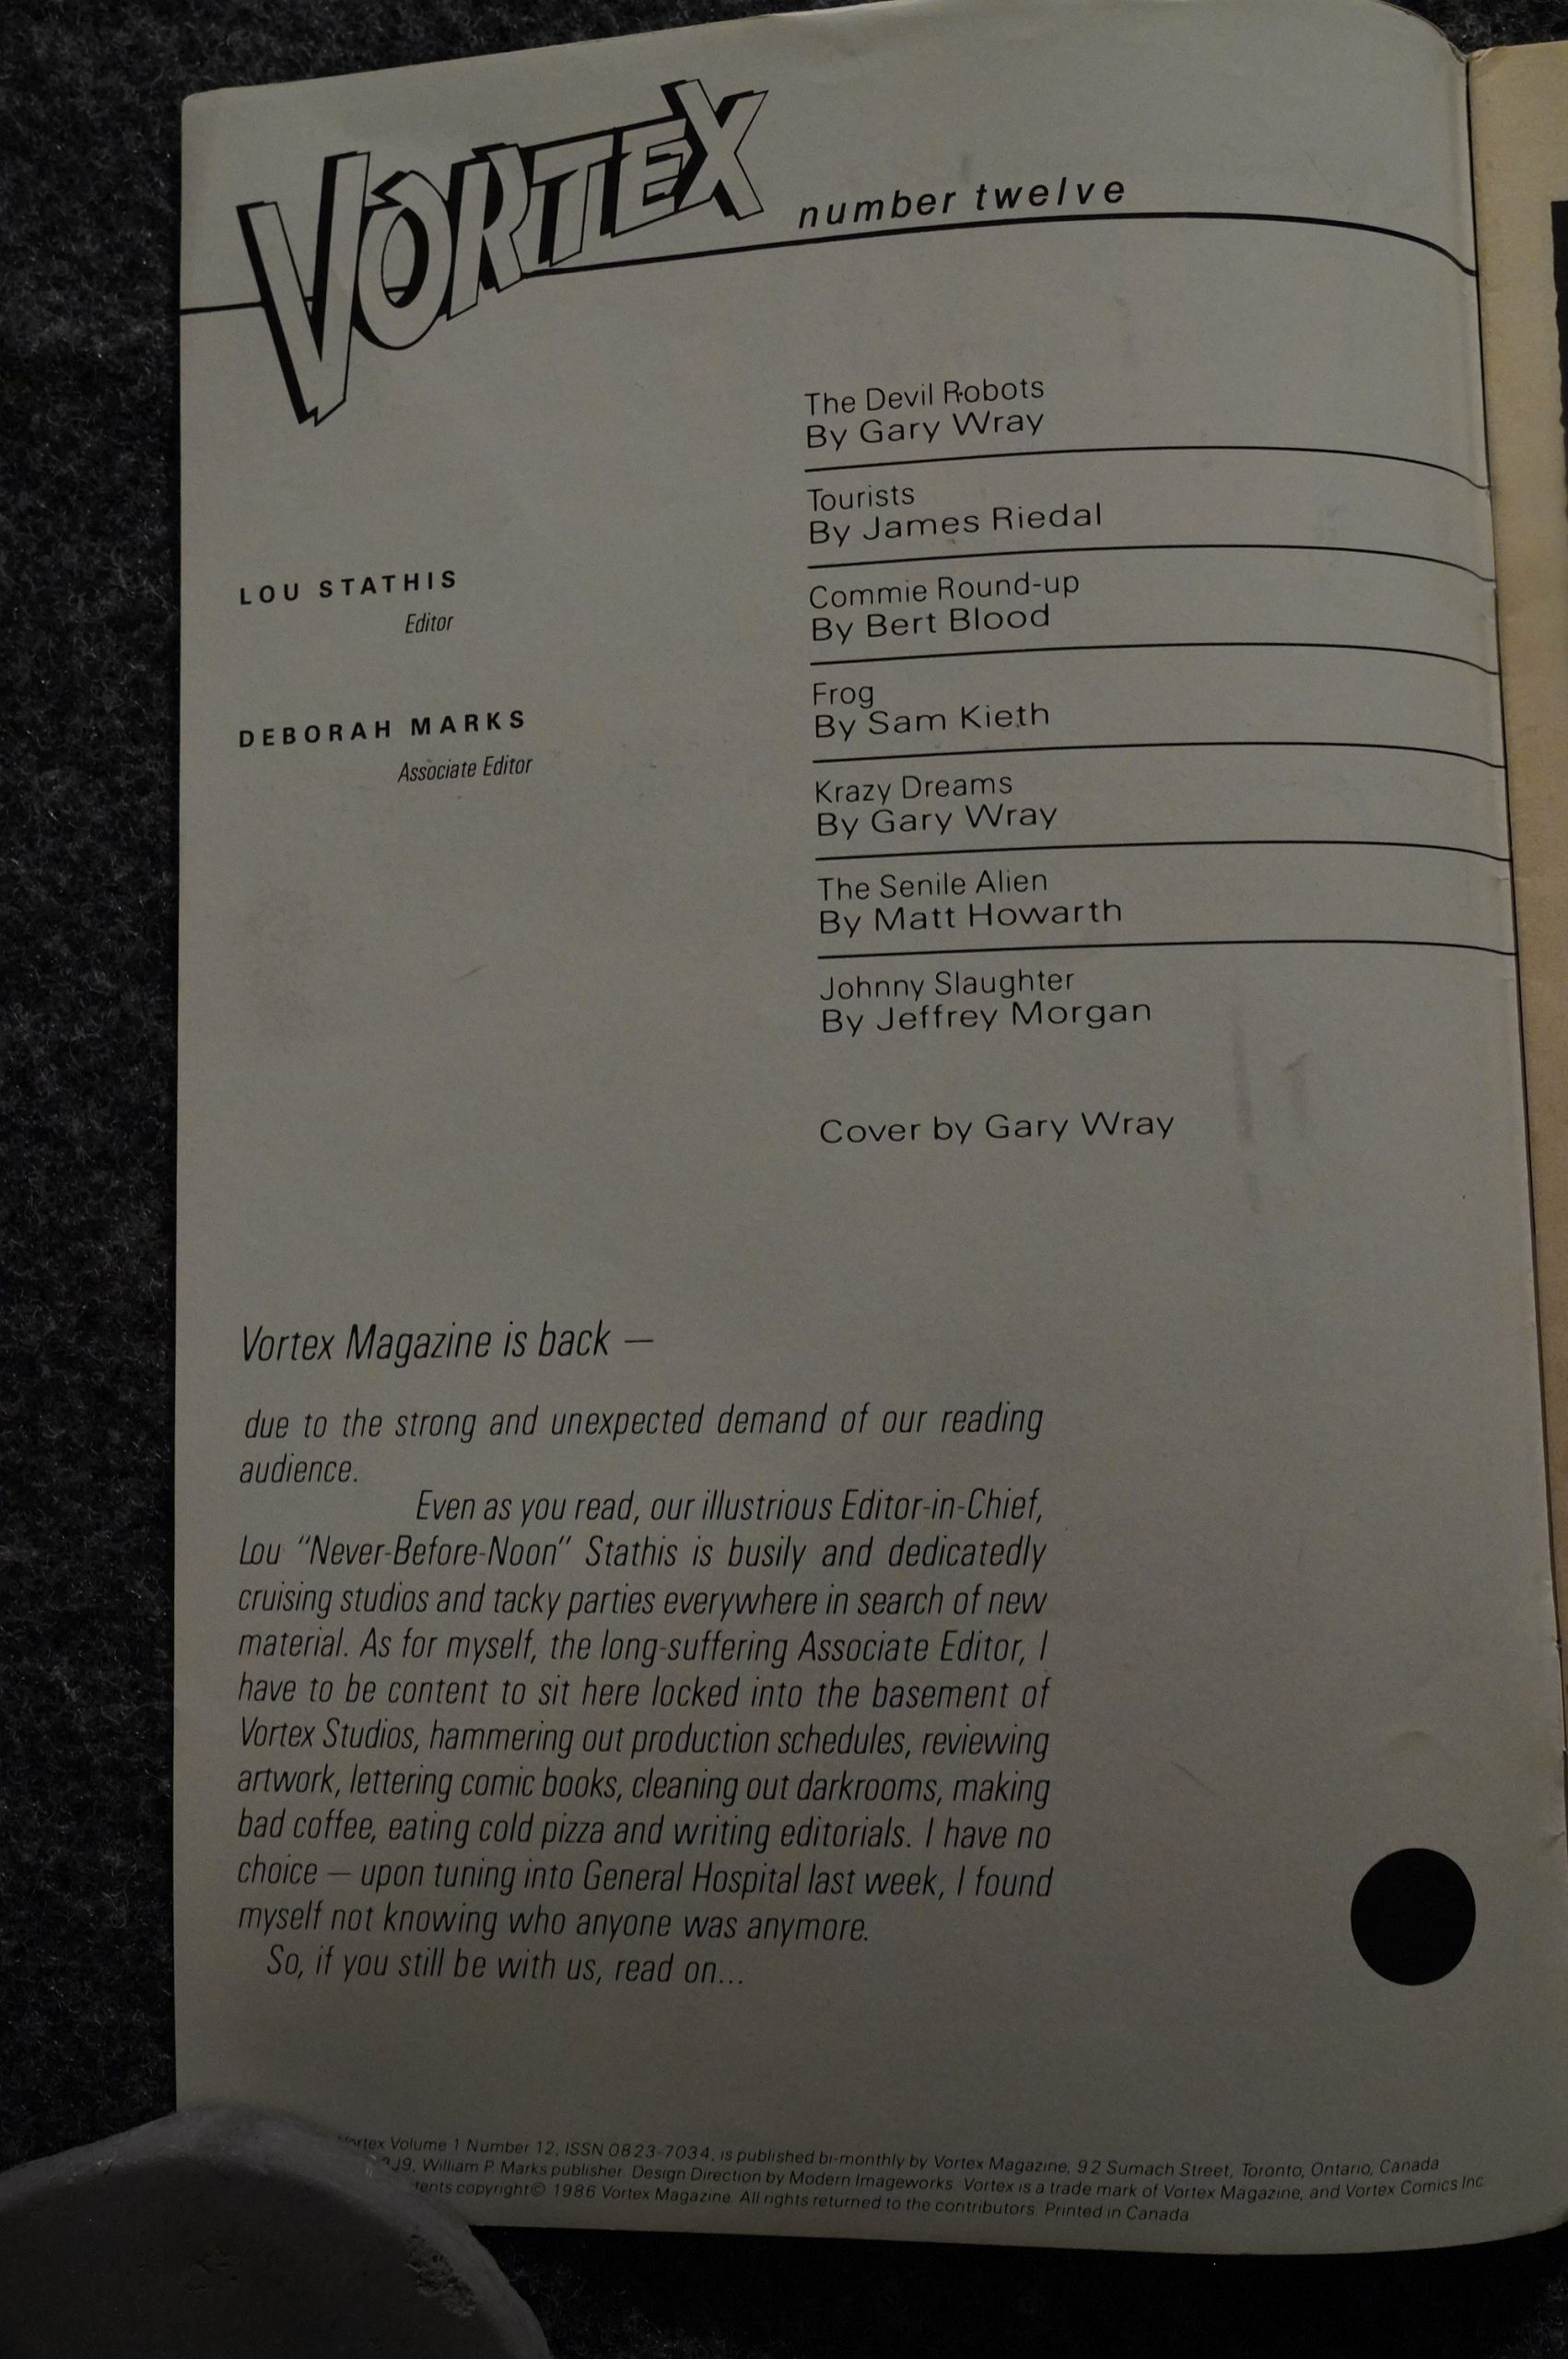 VORTEX
number twelve
LOU STATHIS
Editor
DEBORAH MARKS
Associate Editor
The Devil Robots
By Gary Wray
Tourists
By James Riedal
Commie Round-up
By Bert Blood
Frog
By Sam Kieth
Krazy Dreams
By Gary Wray
The Senile Alien
By Matt Howarth
Johnny Slaughter
By Jeffrey Morgan
Cover by Gary Wray
Vortex Magazine is back —
due to the strong and unexpected demand of our reading
audience.
Even as you read, our illustrious Editor-in-Chief,
Lou "Never-Before-Noon" Stathis is busily and dedicatedly
cruising studios and tacky parties everywhere in search of new
material. As for myself, the long-suffering Associate Editor, I
have to be content to sit here locked into the basement of
Vortex Studios, hammering out production schedules, reviewing
artwork, lettering comic books, cleaning out darkrooms, making
bad coffee, eating cold pizza and writing editorials. I have no
choice — upon tuning into General Hospital last week, I found
myself not knowing who anyone was anymore.
So, if you still be with us, read on...
Vortex Volume 1 Number 12, ISSN 0823-7034, is published bi-monthly by Vortex Magazine, 92 Sumach Street, Toronto, Ontario, Canada
William P. Marks publisher. Design Direction by Modern Imageworks. Vortex is a trade mark of Vortex Magazine, and Vortex Comics Inc.
copyright© 1986 Vortex Magazine. All rights returned to the contributors. Printed in Canada